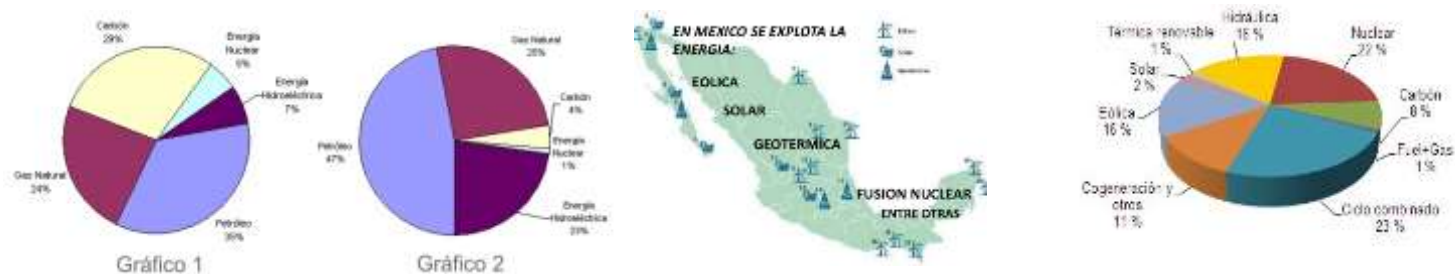 Carbón
29%
Energía
Nuclear
6%
Energía
Hidroeléctrica
7%
Gaz Natural
24%
Petróleo
35%
Gráfico 1
Gaz Natural
25%
Carbón
4%
Energía
Nuclear
1%
Petróleo
47%
Energía
Hidroeléctrica
23%
Gráfico 2
EN MEXICO SE EXPLOTA LA
ENERGIA:
EOLICA
SOLAR
GEOTERMICA
FUSION NUCLEAR
ENTRE OTRAS
Hidráulica
16 %
Térmica renovable
1 %
Nuclear
22 %
Solar
2 %
Carbón
8 %
Eólica
16 %
Fuel+Gas
1 %
Cogeneración y
otros
11 %
Ciclo combinado
23 %